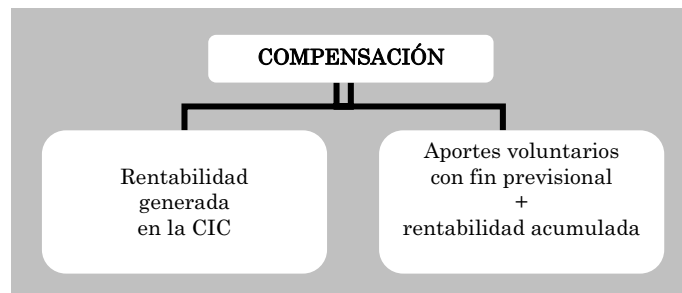 COMPENSACIÓN
Rentabilidad
generada
en la CIC
Aportes voluntarios
con fin previsional
+
rentabilidad acumulada